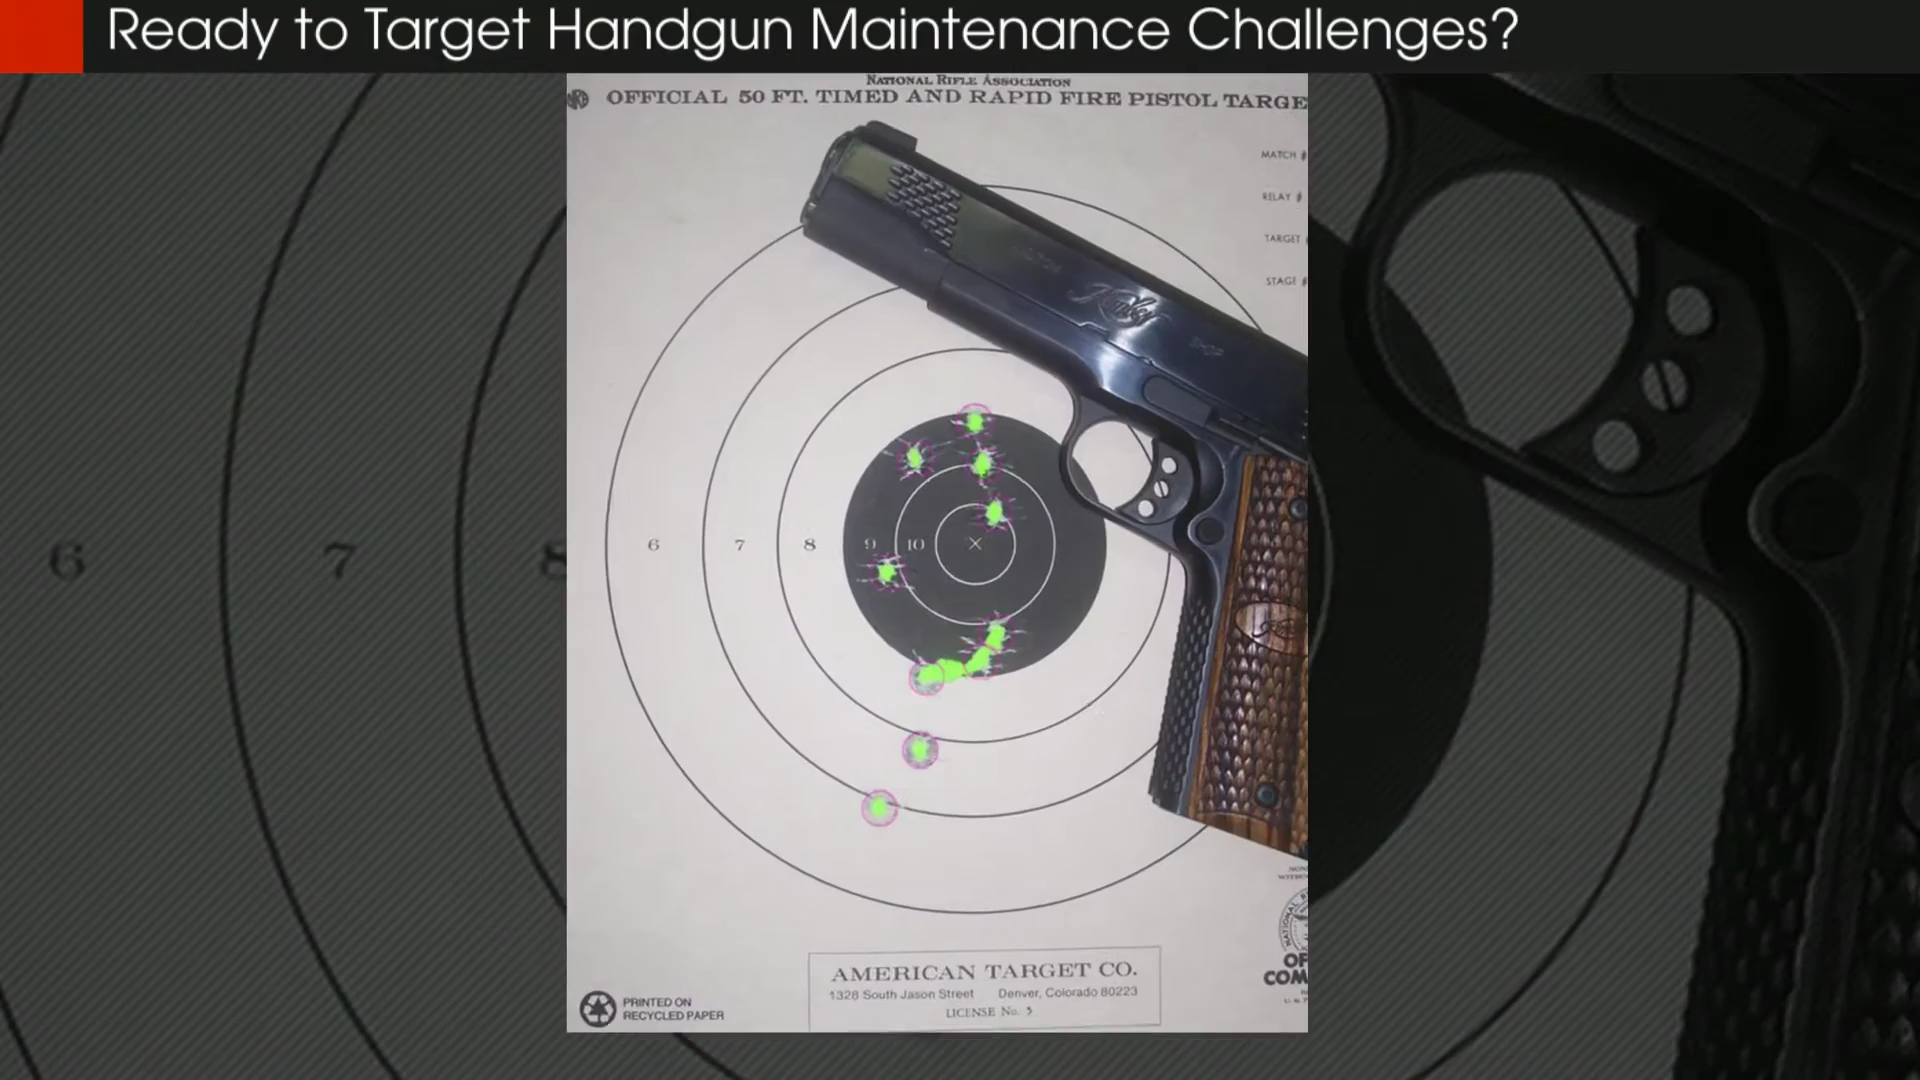 Ready to Target Handgun Maintenance Challenges?
NATIONAL RIFLE ASSOCIATION
OFFICIAL 50 FT. TIMED AND RAPID FIRE PISTOL TARGE
MATCH #
RELAY #
TARGET
STAGE #
Kimber
6 7 8 9 10 X
6 7 8
AMERICAN TARGET CO.
1328 South Jason Street Denver, Colorado 80223
LICENSE No. 5
PRINTED ON
RECYCLED PAPER
OF
COM